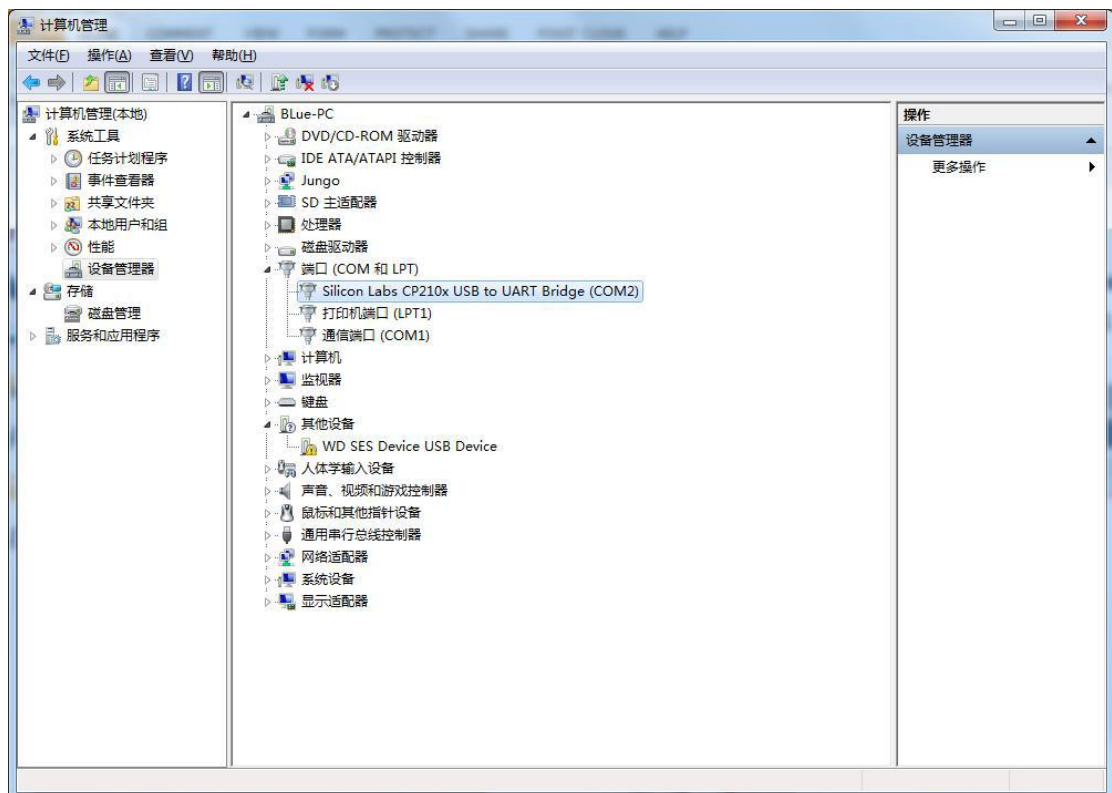 计算机管理
文件(F) 操作(A) 查看(V) 帮助(H)
计算机管理(本地)
系统工具
任务计划程序
事件查看器
共享文件夹
本地用户和组
性能
设备管理器
存储
磁盘管理
服务和应用程序
BLue-PC
DVD/CD-ROM 驱动器
IDE ATA/ATAPI 控制器
Jungo
SD 主适配器
处理器
磁盘驱动器
端口 (COM 和 LPT)
Silicon Labs CP210x USB to UART Bridge (COM2)
打印机端口 (LPT1)
通信端口 (COM1)
计算机
监视器
键盘
其他设备
WD SES Device USB Device
人体学输入设备
声音、视频和游戏控制器
鼠标和其他指针设备
通用串行总线控制器
网络适配器
系统设备
显示适配器
操作
设备管理器
更多操作